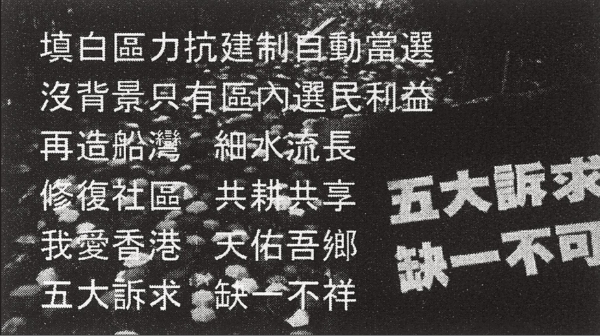 填白區力抗建制自動當選
沒背景只有區內選民利益
再造船灣 細水流長
修復社區 共耕共享
我愛香港 天佑吾鄉
五大訴求 缺一不祥
五大訴求
缺一不可